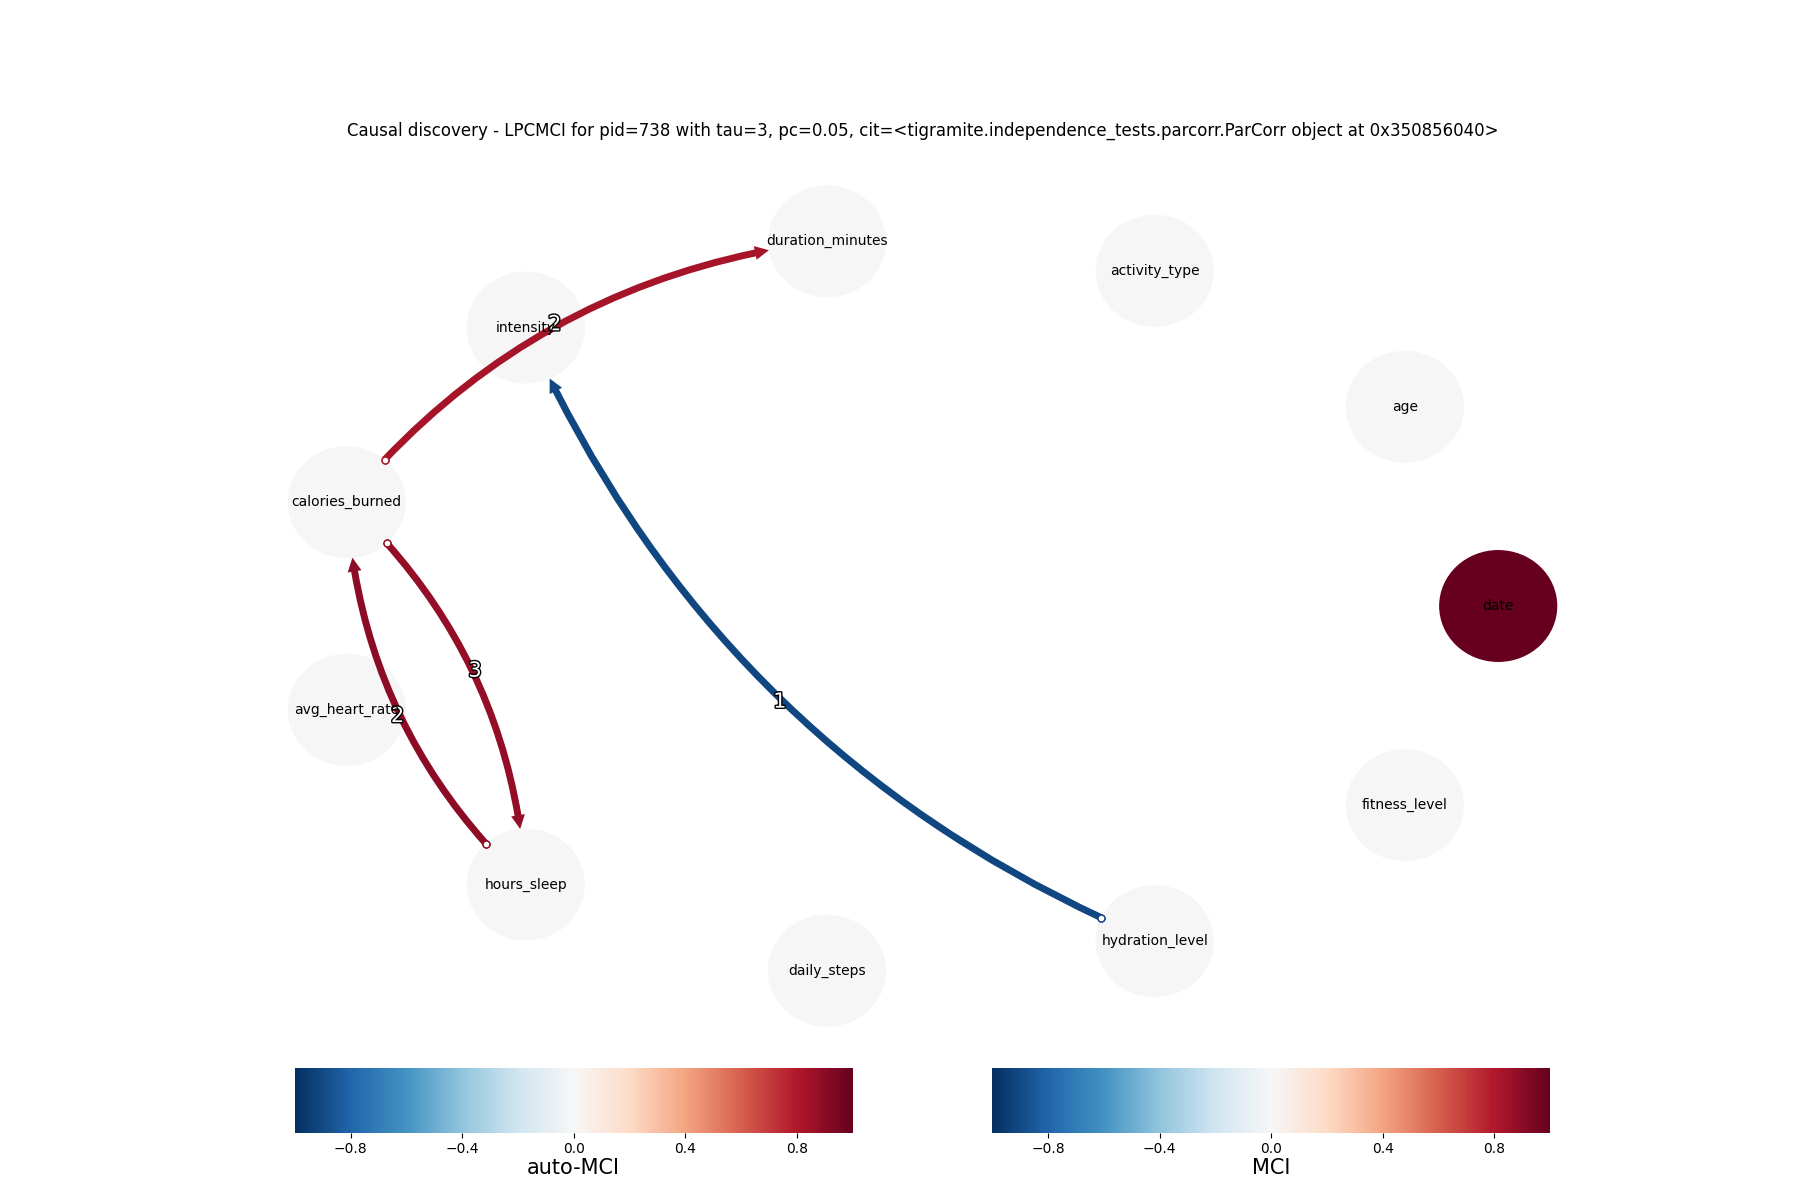 Causal discovery - LPCMCI for pid=738 with tau=3, pc=0.05, cit=<tigramite.independence_tests.parcorr.ParCorr object at 0x350856040>
duration_minutes
activity_type
intensity
2
age
calories_burned
date
3
1
avg_heart_rate
2
fitness_level
hours_sleep
hydration_level
daily_steps
−0.8 −0.4 0.0 0.4 0.8
auto-MCI
−0.8 −0.4 0.0 0.4 0.8
MCI